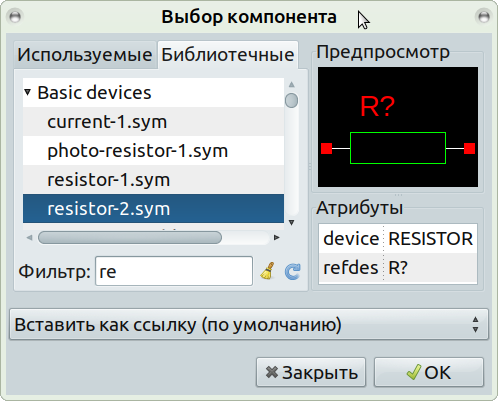 Выбор компонента
Используемые Библиотечные
Basic devices
current-1.sym
photo-resistor-1.sym
resistor-1.sym
resistor-2.sym
Фильтр: re
Предпросмотр
R?
Атрибуты
device RESISTOR
refdes R?
Вставить как ссылку (по умолчанию)
Закрыть OK